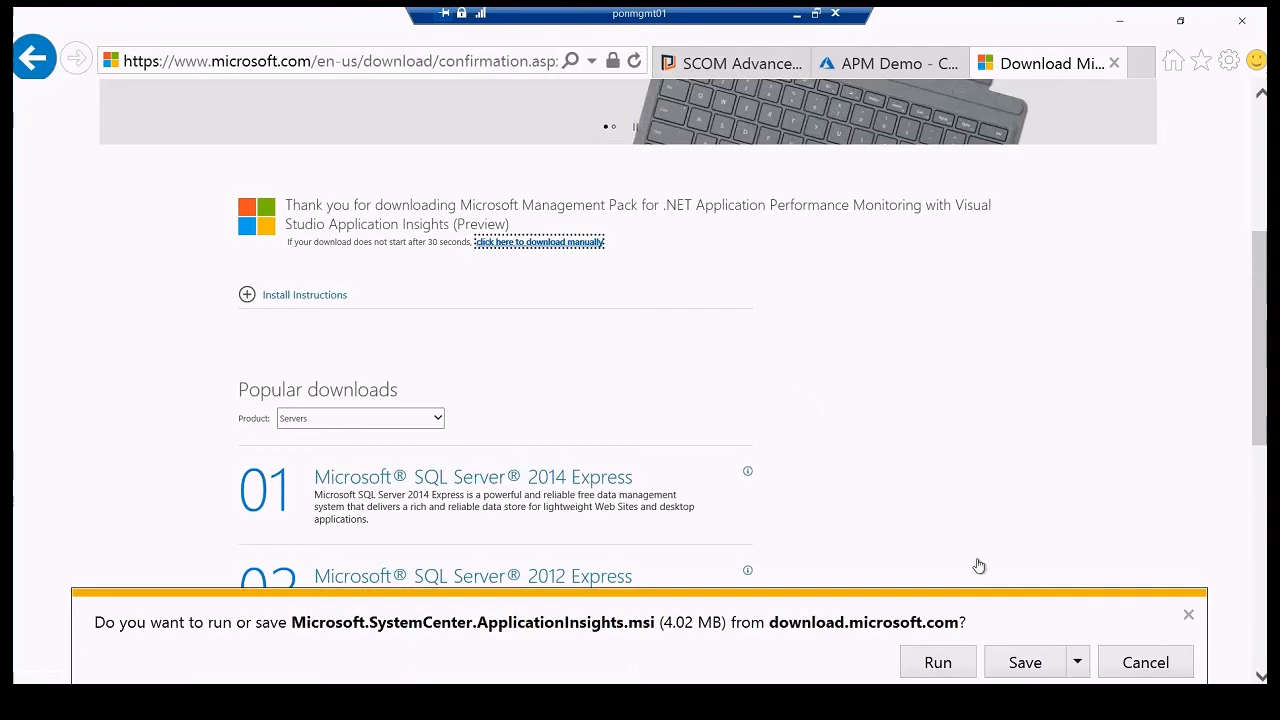 ponmgmt01
https://www.microsoft.com/en-us/download/confirmation.asp:
SCOM Advance...
APM Demo - C...
Download Mi...
Thank you for downloading Microsoft Management Pack for .NET Application Performance Monitoring with Visual
Studio Application Insights (Preview)
If your download does not start after 30 seconds, click here to download manually
Install Instructions
Popular downloads
Product: Servers
01 Microsoft® SQL Server® 2014 Express
Microsoft SQL Server 2014 Express is a powerful and reliable free data management
system that delivers a rich and reliable data store for lightweight Web Sites and desktop
applications.
02 Microsoft® SQL Server® 2012 Express
Do you want to run or save Microsoft.SystemCenter.ApplicationInsights.msi (4.02 MB) from download.microsoft.com?
Run
Save
Cancel